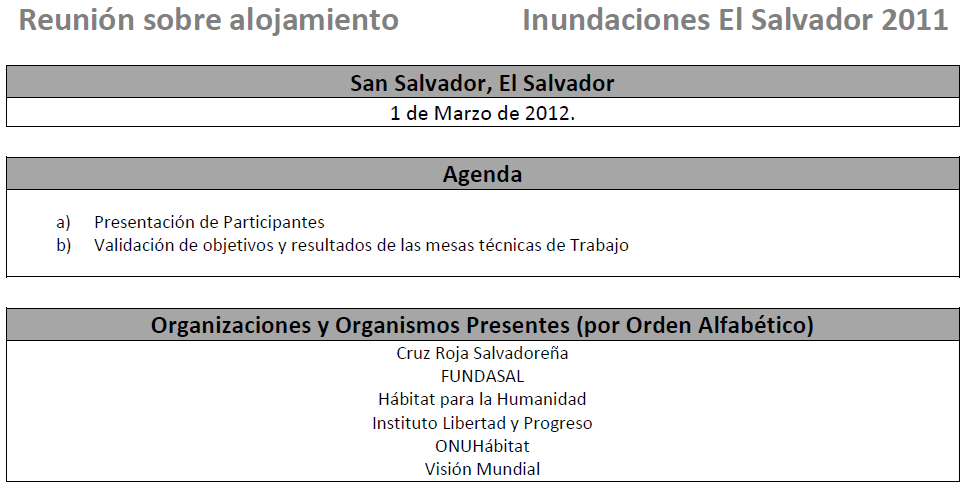 Reunión sobre alojamiento Inundaciones El Salvador 2011
San Salvador, El Salvador
1 de Marzo de 2012.
Agenda
a) Presentación de Participantes
b) Validación de objetivos y resultados de las mesas técnicas de Trabajo
Organizaciones y Organismos Presentes (por Orden Alfabético)
Cruz Roja Salvadoreña
FUNDASAL
Hábitat para la Humanidad
Instituto Libertad y Progreso
ONUHábitat
Visión Mundial